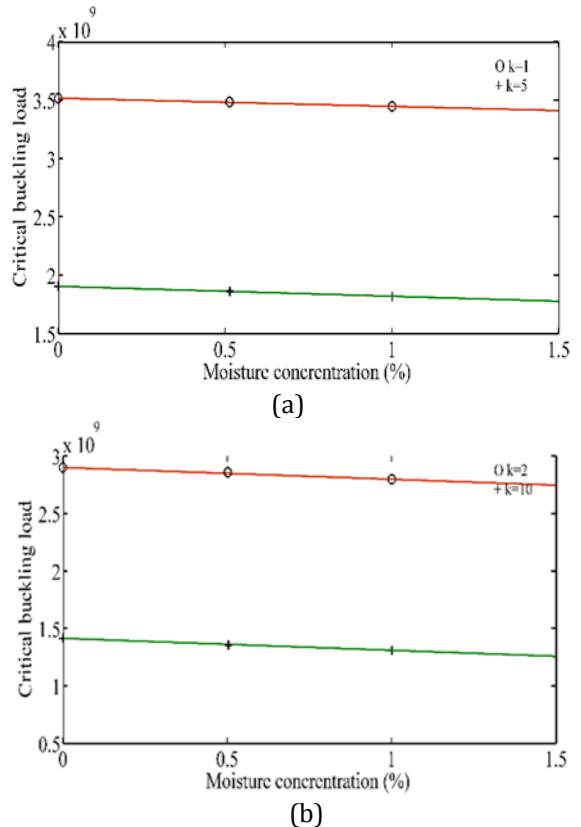 x 10^9
4
3.5
3
2.5
2
1.5
0
0.5
1
1.5
Critical buckling load
Moisture concrentration (%)
O k=1
+ k=5
(a)
x 10^9
3
2.5
2
1.5
1
0.5
0
0.5
1
1.5
Critical buckling load
Moisture concrentration (%)
O k=2
+ k=10
(b)